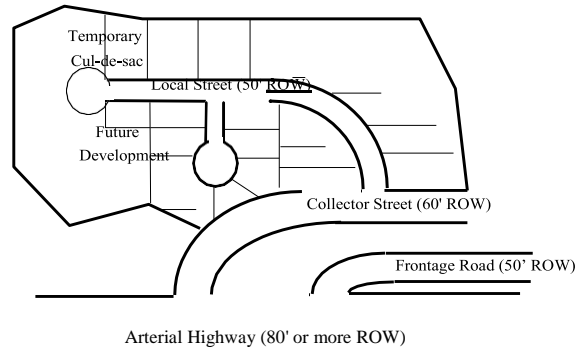 Temporary
Cul-de-sac
Local Street (50' ROW)
Future
Development
Collector Street (60' ROW)
Frontage Road (50’ ROW)
Arterial Highway (80' or more ROW)